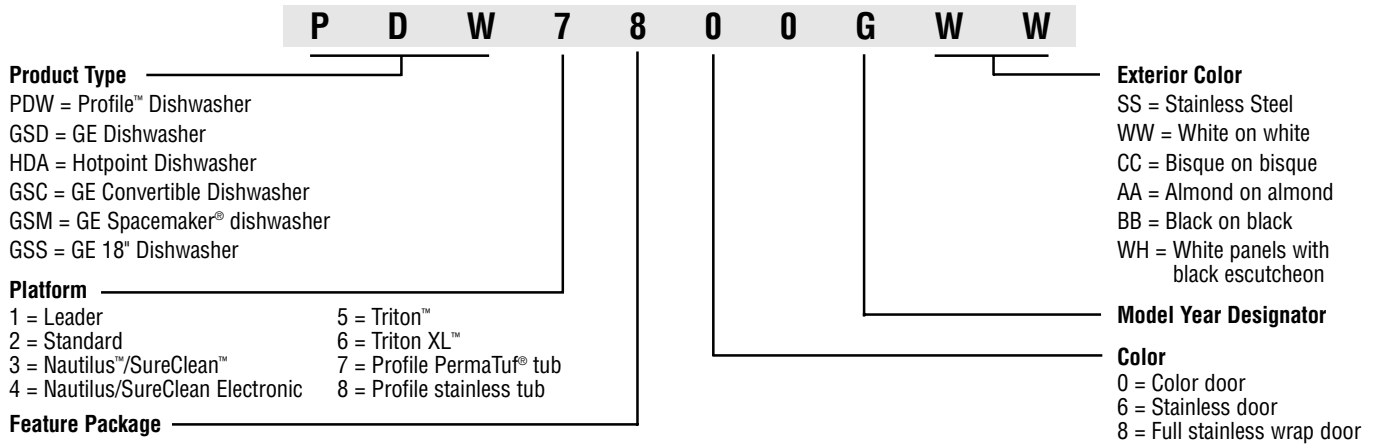 P D W 7 8 0 0 G W W
Product Type
PDW = Profile™ Dishwasher
GSD = GE Dishwasher
HDA = Hotpoint Dishwasher
GSC = GE Convertible Dishwasher
GSM = GE Spacemaker® dishwasher
GSS = GE 18" Dishwasher
Platform
1 = Leader
2 = Standard
3 = Nautilus™/SureClean™
4 = Nautilus/SureClean Electronic
5 = Triton™
6 = Triton XL™
7 = Profile PermaTuf® tub
8 = Profile stainless tub
Feature Package
Exterior Color
SS = Stainless Steel
WW = White on white
CC = Bisque on bisque
AA = Almond on almond
BB = Black on black
WH = White panels with
black escutcheon
Model Year Designator
Color
0 = Color door
6 = Stainless door
8 = Full stainless wrap door